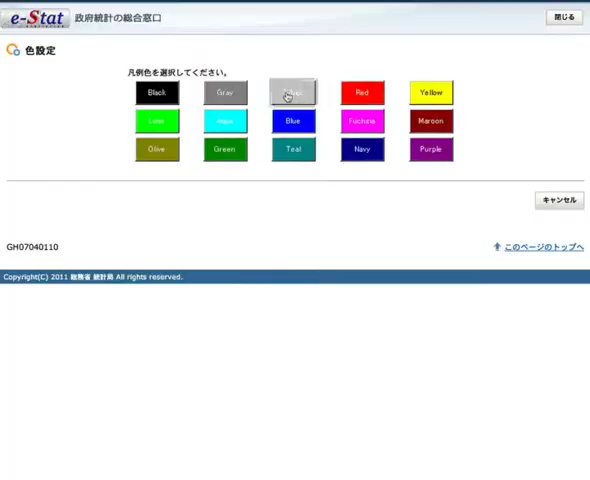 e-Stat 政府統計の総合窓口 閉じる
色設定
凡例色を選択してください。
Black Gray Silver Red Yellow
Lime Aqua Blue Fuchsia Maroon
Olive Green Teal Navy Purple
キャンセル
GH07040110 このページのトップへ
Copyright(C) 2011 総務省 統計局 All rights reserved.